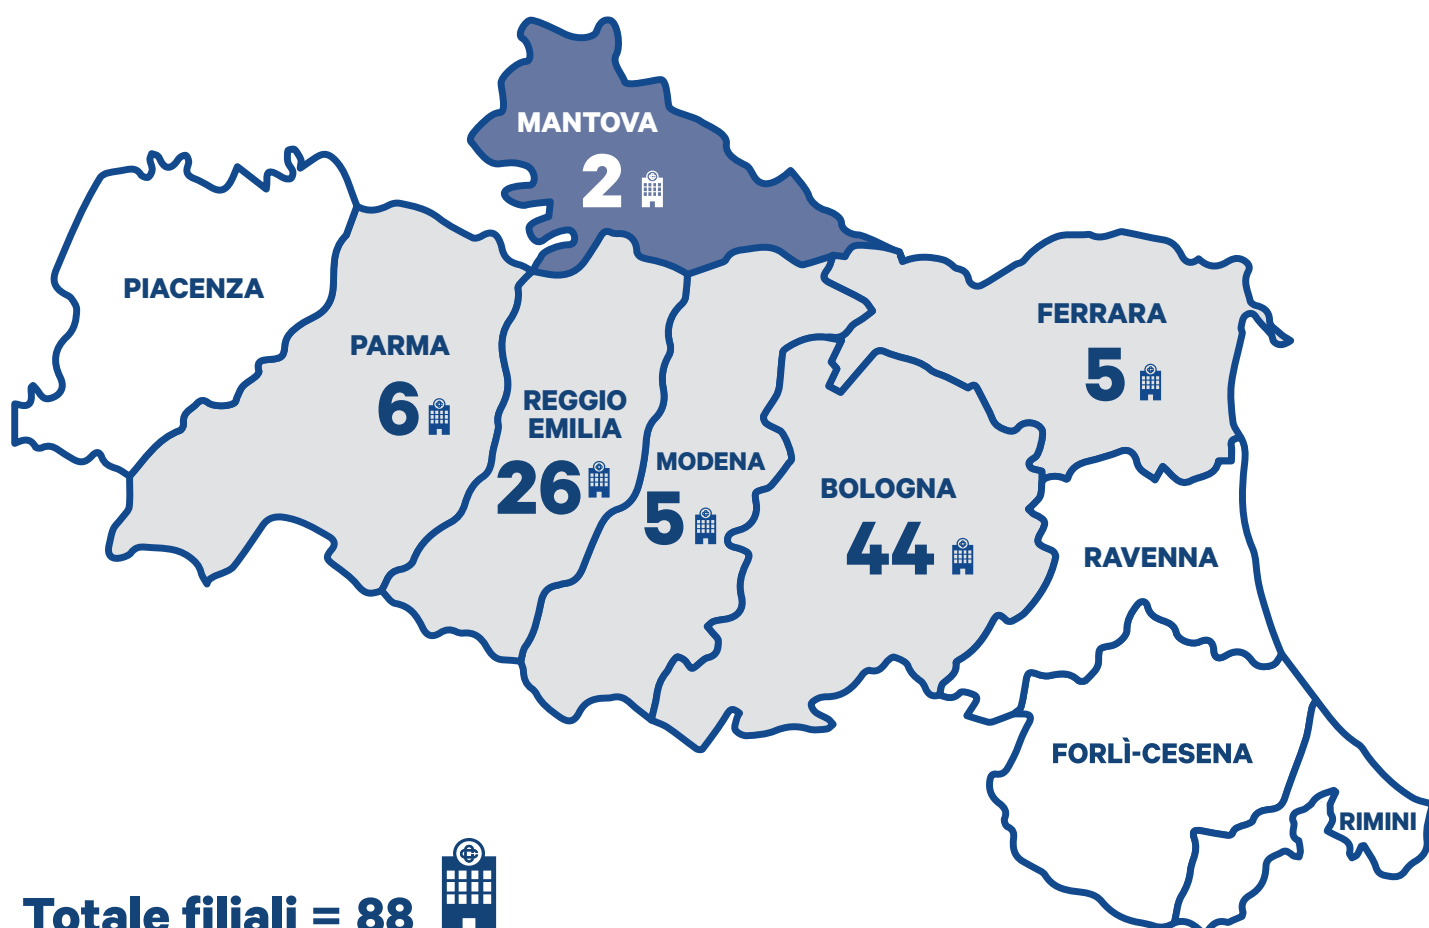 MANTOVA
2
PIACENZA
PARMA
6
REGGIO
EMILIA
26
MODENA
5
BOLOGNA
44
FERRARA
5
RAVENNA
FORLÌ-CESENA
RIMINI
Totale filiali = 88